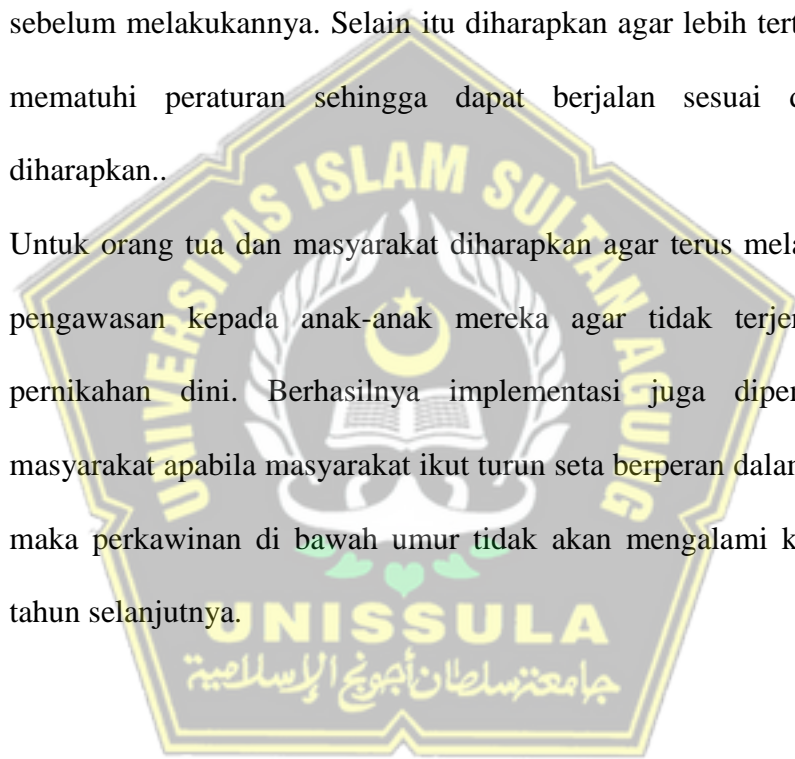 sebelum melakukannya. Selain itu diharapkan agar lebih tert
mematuhi peraturan sehingga dapat berjalan sesuai
diharapkan..
Untuk orang tua dan masyarakat diharapkan agar terus mela
pengawasan kepada anak-anak mereka agar tidak terje
pernikahan dini. Berhasilnya implementasi juga dipe
masyarakat apabila masyarakat ikut turun seta berperan dalam
maka perkawinan di bawah umur tidak akan mengalami k
tahun selanjutnya.
UNIVERSITAS ISLAM SULTAN AGUNG
UNISSULA
جامعة سلطان أجونج الإسلامية